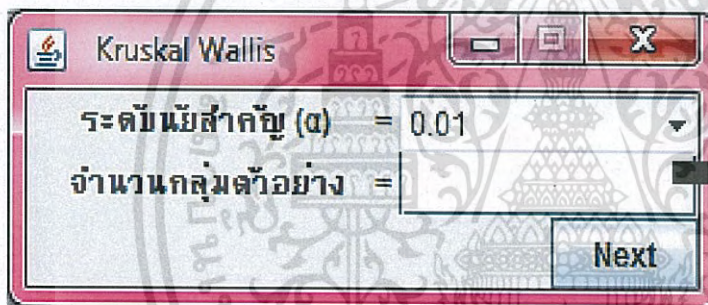 Kruskal Wallis
ระดับนัยสำคัญ (α) = 0.01
จำนวนกลุ่มตัวอย่าง =
Next